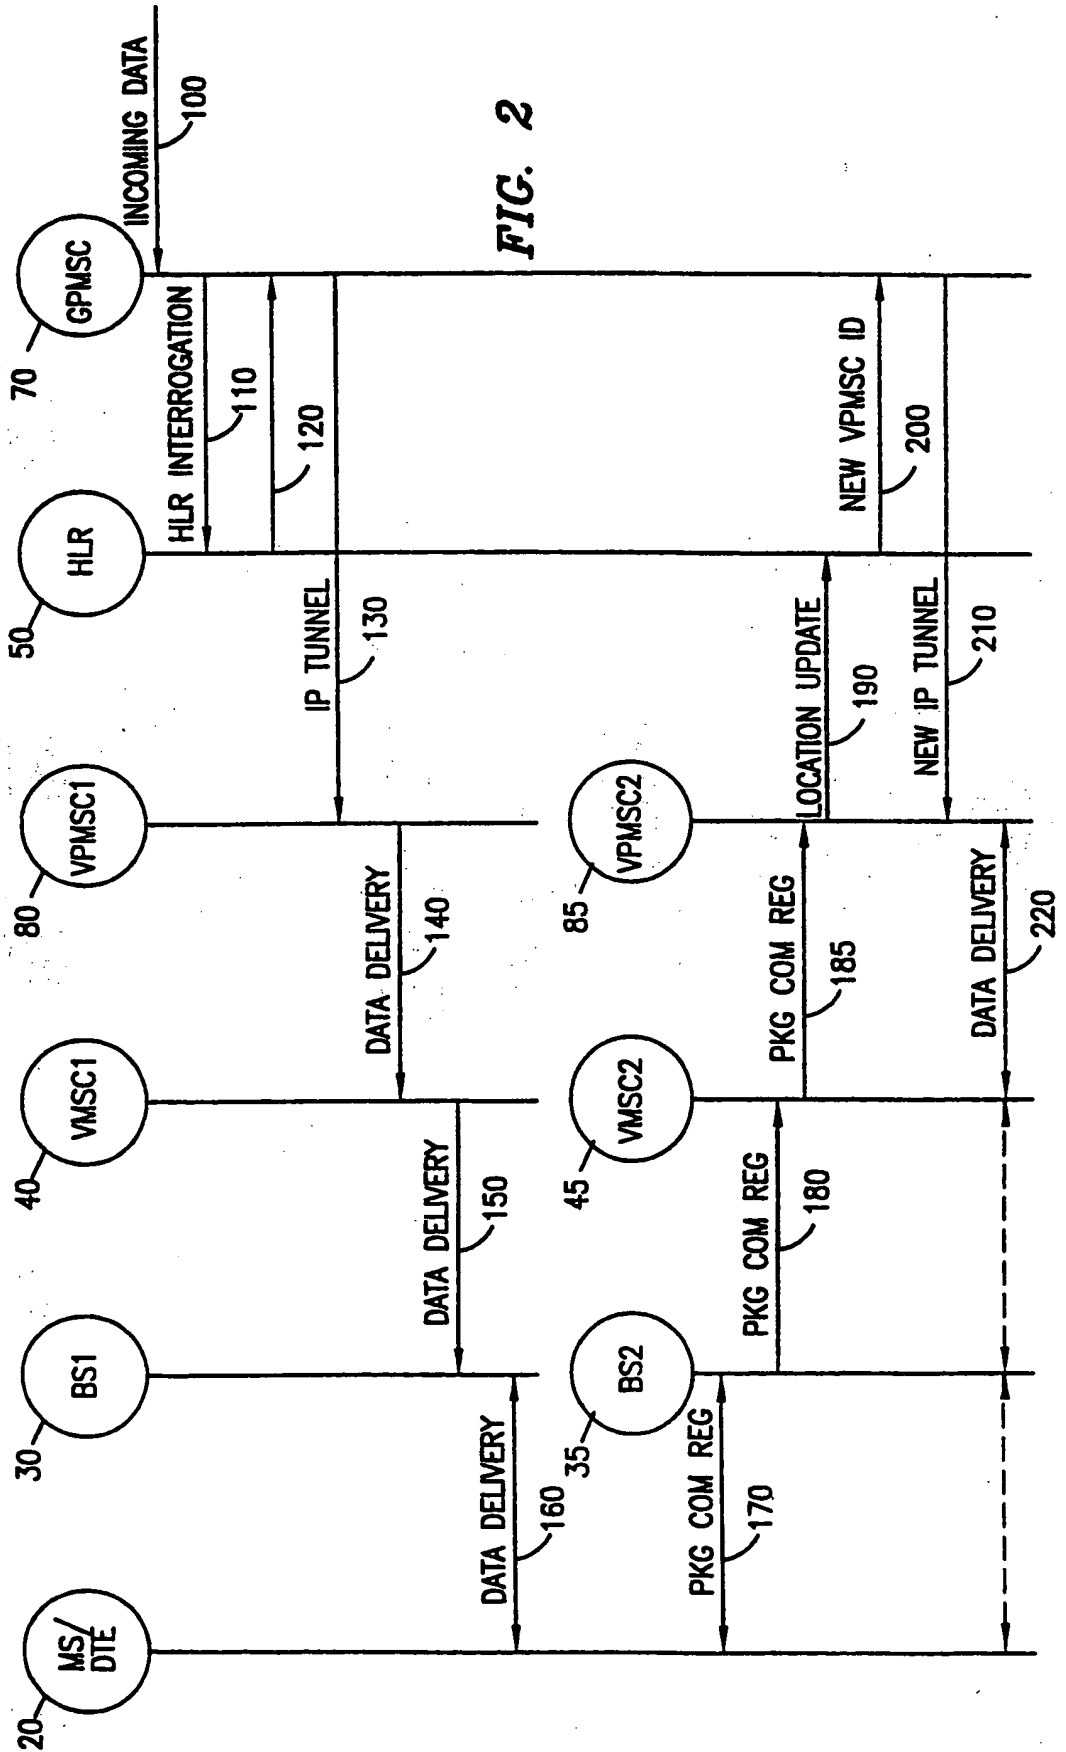 20
MS/
DTE
30
BS1
40
VMSC1
80
VPMSC1
50
HLR
70
GPMSC
INCOMING DATA
100
HLR INTERROGATION
110
120
IP TUNNEL
130
DATA DELIVERY
140
DATA DELIVERY
150
DATA DELIVERY
160
FIG. 2
35
BS2
45
VMSC2
85
VPMSC2
PKG COM REG
170
PKG COM REG
180
PKG COM REG
185
LOCATION UPDATE
190
NEW VPMSC ID
200
NEW IP TUNNEL
210
DATA DELIVERY
220